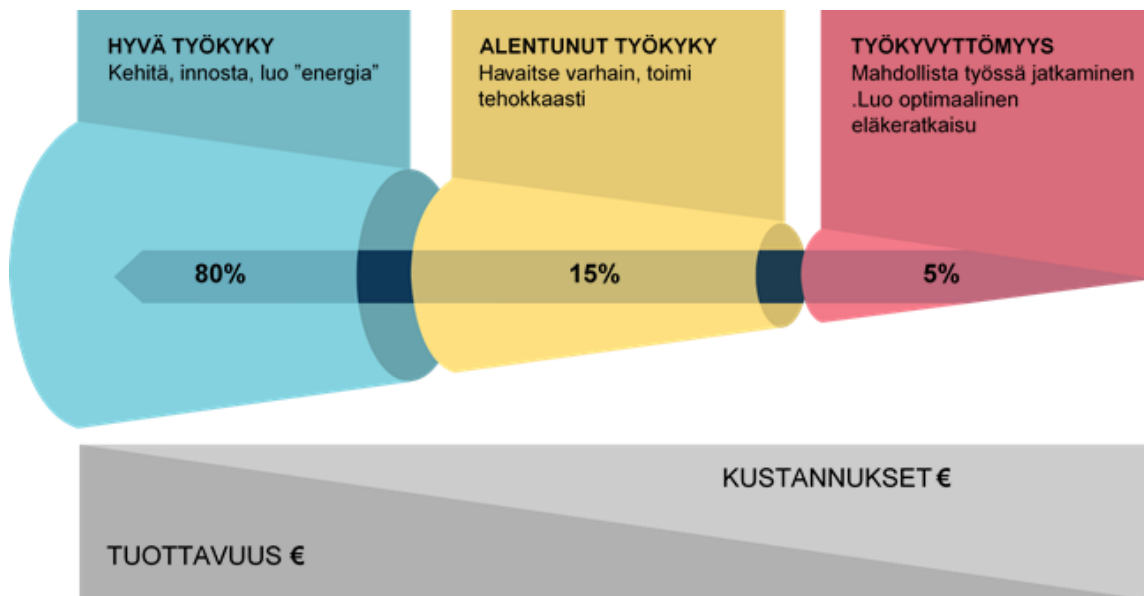 HYVÄ TYÖKYKY
Kehitä, innosta, luo ”energia”
ALENTUNUT TYÖKYKY
Havaitse varhain, toimi
tehokkaasti
TYÖKYVYTTÖMYYS
Mahdollista työssä jatkaminen
.Luo optimaalinen
eläkeratkaisu
80%
15%
5%
KUSTANNUKSET €
TUOTTAVUUS €